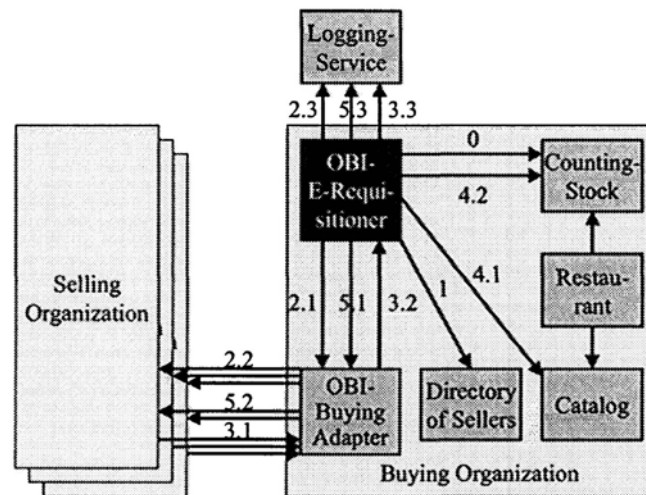 Logging-
Service
2.3 5.3 3.3
0
OBI-
E-Requi-
sitioner
Counting-
Stock
4.2
Selling
Organization
2.1 5.1 3.2 1 4.1
Restau-
rant
2.2
5.2
3.1
OBI-
Buying
Adapter
Directory
of Sellers
Catalog
Buying Organization